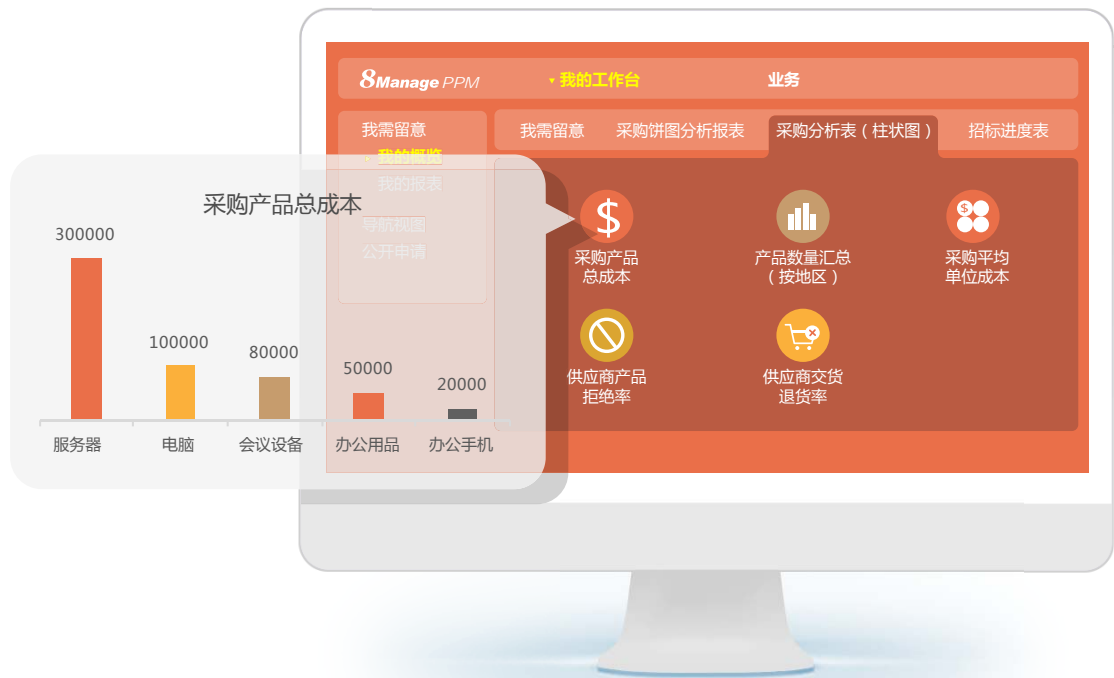 8Manage PPM
我的工作台
业务
我需留意
我的概览
我的报表
导航视图
公开申请
我需留意
采购饼图分析报表
采购分析表（柱状图）
招标进度表
采购产品总成本
300000
100000
80000
50000
20000
服务器
电脑
会议设备
办公用品
办公手机
$
采购产品
总成本
产品数量汇总
（按地区）
$
采购平均
单位成本
供应商产品
拒绝率
供应商交货
退货率